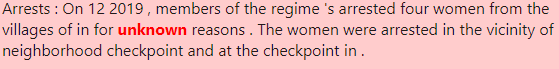 Arrests : On 12 2019 , members of the regime 's arrested four women from the
villages of in for unknown reasons . The women were arrested in the vicinity of
neighborhood checkpoint and at the checkpoint in .